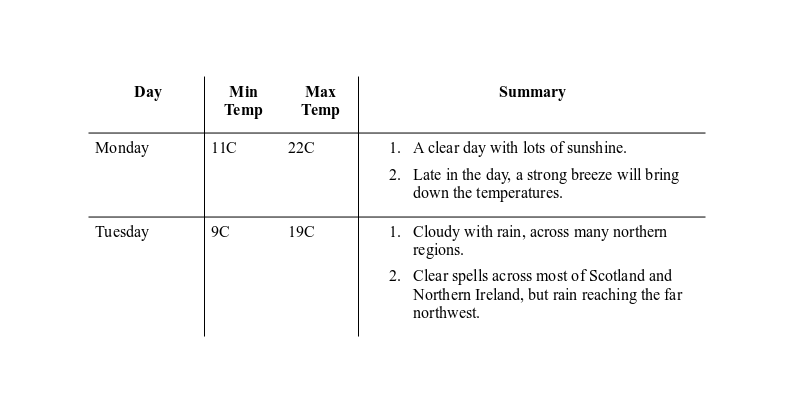 Day Min Temp Max Temp Summary
Monday 11C 22C 1. A clear day with lots of sunshine.
2. Late in the day, a strong breeze will bring
down the temperatures.
Tuesday 9C 19C 1. Cloudy with rain, across many northern
regions.
2. Clear spells across most of Scotland and
Northern Ireland, but rain reaching the far
northwest.